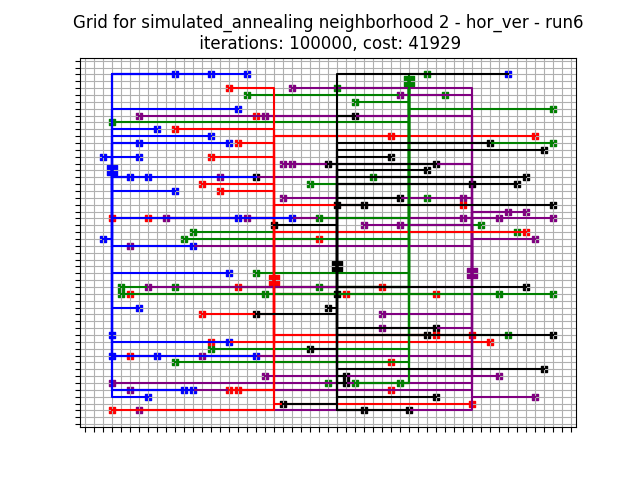 Grid for simulated_annealing neighborhood 2 - hor_ver - run6
iterations: 100000, cost: 41929